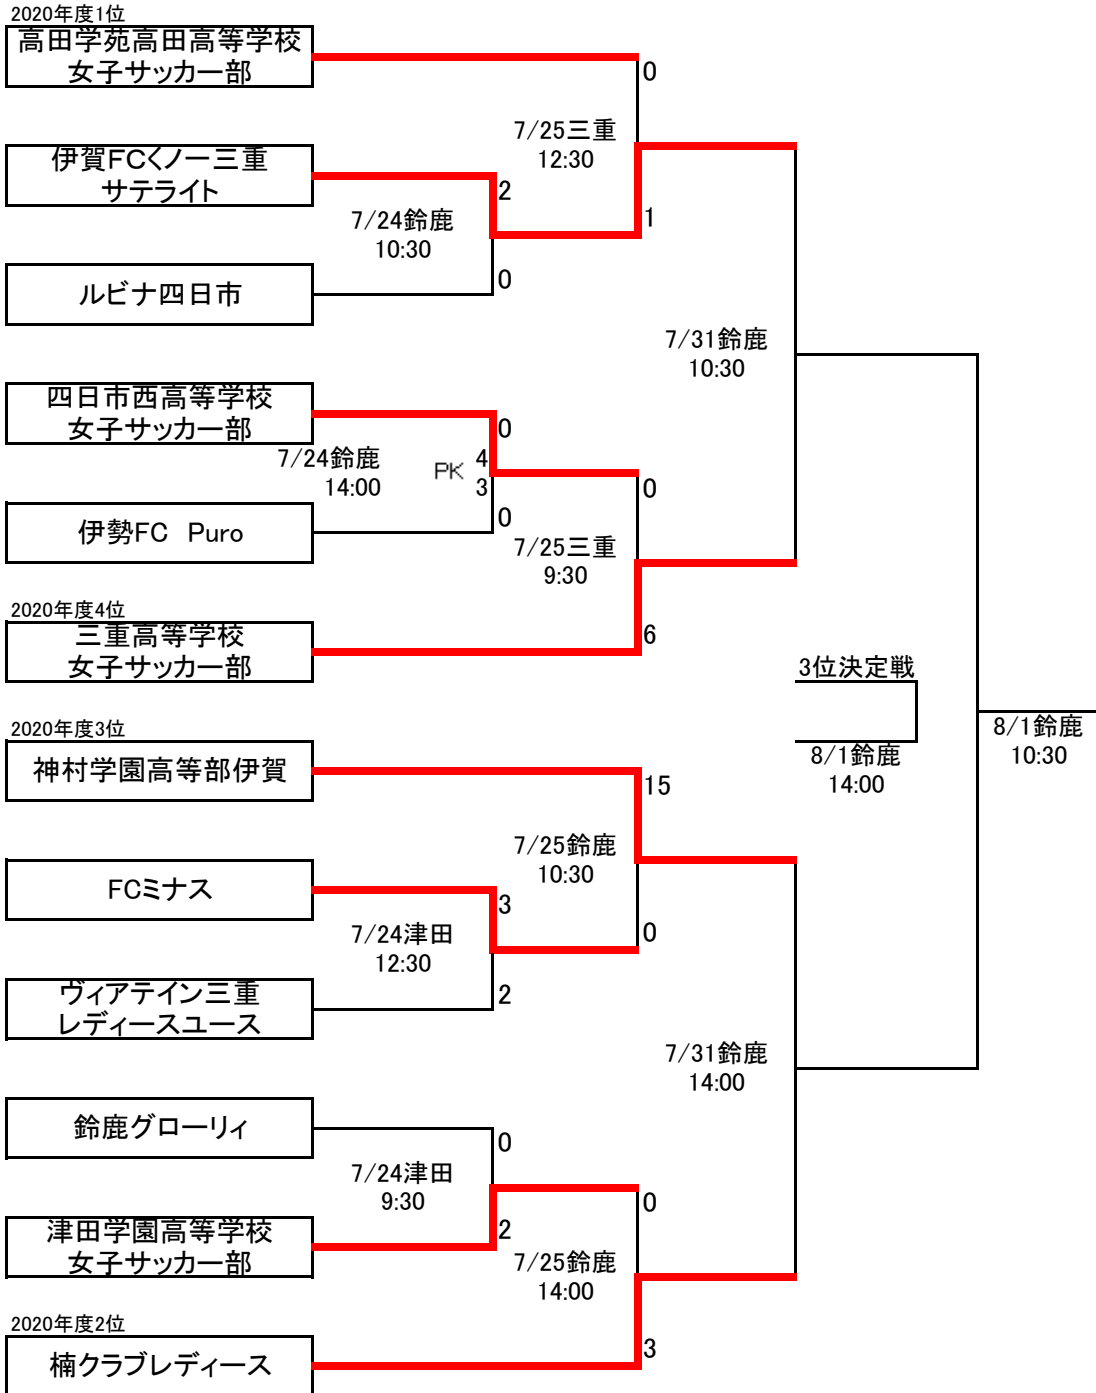 2020年度1位
高田学苑高田高等学校
女子サッカー部
0
7/25三重
12:30
伊賀FCくノ一三重
サテライト
2
7/24鈴鹿
10:30
1
0
ルビナ四日市
7/31鈴鹿
10:30
四日市西高等学校
女子サッカー部
0
7/24鈴鹿
14:00
PK
4
3
0
0
伊勢FC Puro
7/25三重
9:30
2020年度4位
三重高等学校
女子サッカー部
6
3位決定戦
8/1鈴鹿
14:00
8/1鈴鹿
10:30
2020年度3位
神村学園高等部伊賀
15
7/25鈴鹿
10:30
FCミナス
3
7/24津田
12:30
0
2
ヴィアテイン三重
レディースユース
7/31鈴鹿
14:00
鈴鹿グローリィ
0
7/24津田
9:30
0
津田学園高等学校
女子サッカー部
2
7/25鈴鹿
14:00
2020年度2位
楠クラブレディース
3